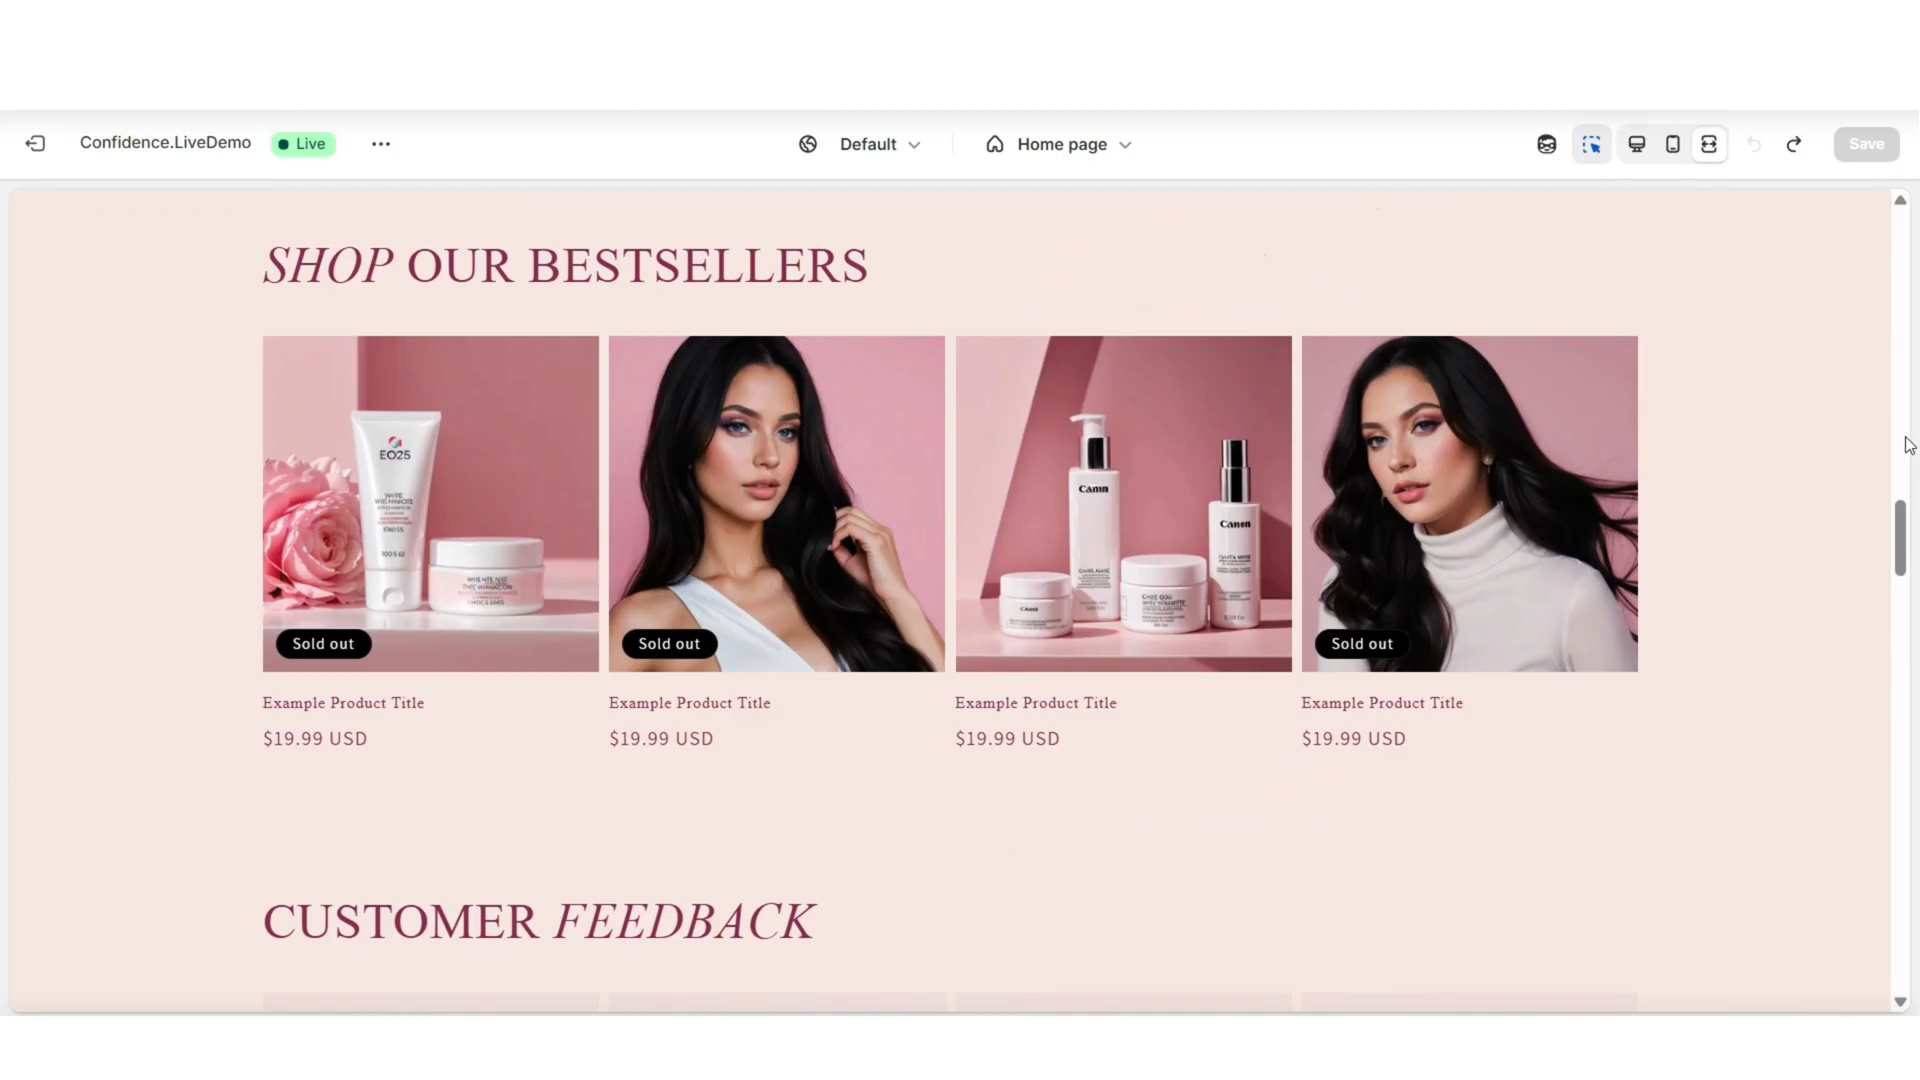 Confidence.LiveDemo Live Default Home page Save
SHOP OUR BESTSELLERS
EO25
Camn
Canon
Sold out Sold out Sold out
Example Product Title Example Product Title Example Product Title Example Product Title
$19.99 USD $19.99 USD $19.99 USD $19.99 USD
CUSTOMER FEEDBACK